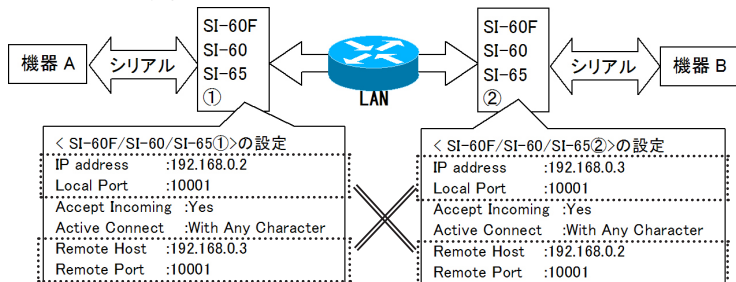 機器 A
シリアル
SI-60F
SI-60
SI-65
①
LAN
SI-60F
SI-60
SI-65
②
シリアル
機器 B
< SI-60F/SI-60/SI-65①>の設定
IP address :192.168.0.2
Local Port :10001
Accept Incoming :Yes
Active Connect :With Any Character
Remote Host :192.168.0.3
Remote Port :10001
< SI-60F/SI-60/SI-65②>の設定
IP address :192.168.0.3
Local Port :10001
Accept Incoming :Yes
Active Connect :With Any Character
Remote Host :192.168.0.2
Remote Port :10001